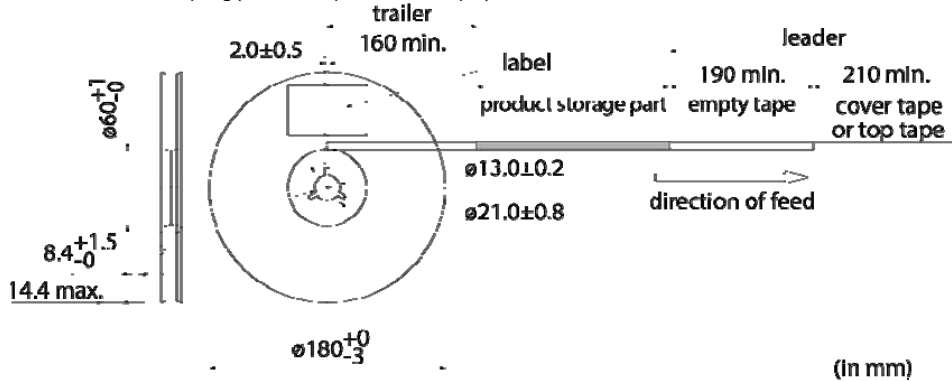 trailer
160 min.
2.0±0.5
leader
label
190 min.
210 min.
product storage part
empty tape
cover tape
or top tape
ø60+1-0
ø13.0±0.2
ø21.0±0.8
direction of feed
8.4+1.5-0
14.4 max.
ø180+0-3
(in mm)